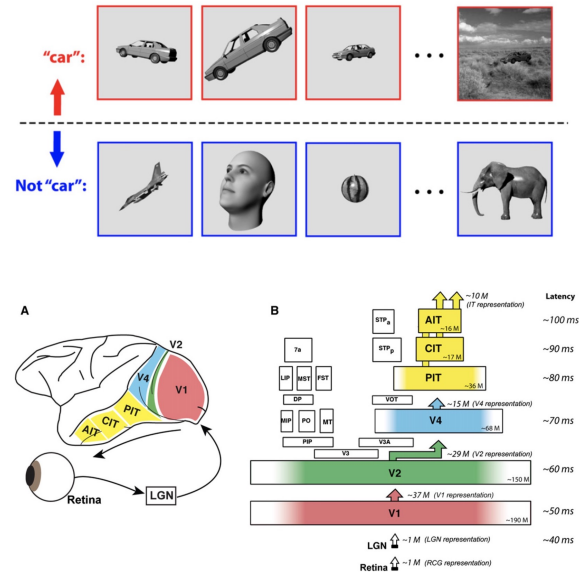 "car":
Not "car":
A
V2
V4
V1
PIT
CIT
AIT
Retina
LGN
B
~10 M
(IT representation)
Latency
STPa
AIT
~16 M
~100 ms
7a
STPp
CIT
~17 M
~90 ms
LIP
MST
FST
PIT
~36 M
~80 ms
DP
VOT
~15 M (V4 representation)
MIP
PO
MT
V4
~68 M
~70 ms
PIP
V3A
V3
~29 M (V2 representation)
V2
~150 M
~60 ms
~37 M (V1 representation)
V1
~190 M
~50 ms
LGN
~1 M (LGN representation)
~40 ms
Retina
~1 M (RCG representation)